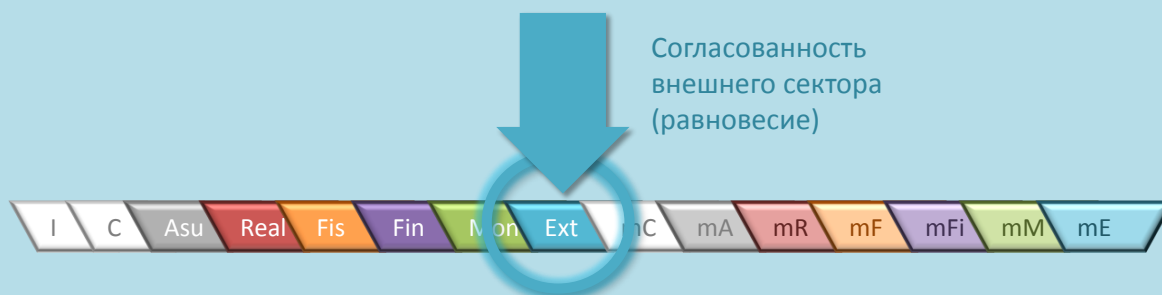 Согласованность
внешнего сектора
(равновесие)
I C Asu Real Fis Fin Mon Ext mC mA mR mF mFi mM mE